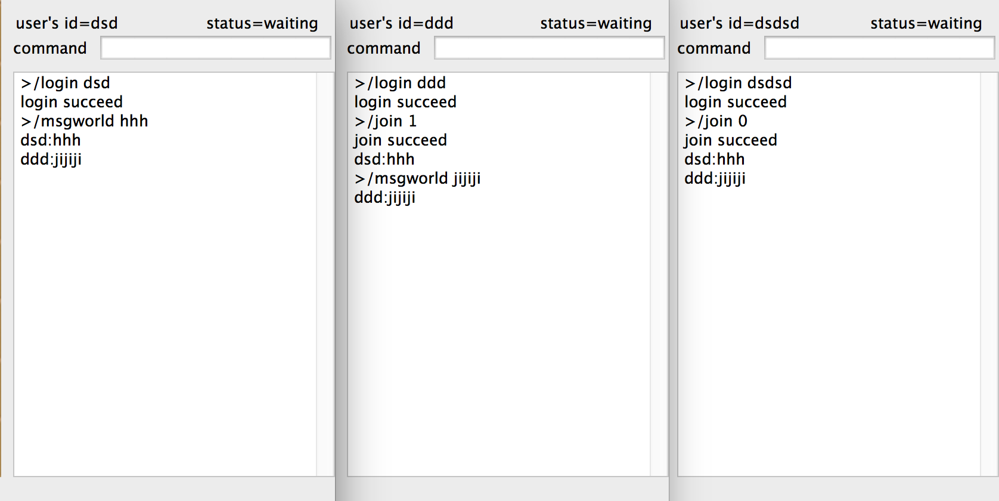 user's id=dsd status=waiting
command
>/login dsd
login succeed
>/msgworld hhh
dsd:hhh
ddd:jijiji
user's id=ddd status=waiting
command
>/login ddd
login succeed
>/join 1
join succeed
dsd:hhh
>/msgworld jijiji
ddd:jijiji
user's id=dsdsd status=waiting
command
>/login dsdsd
login succeed
>/join 0
join succeed
dsd:hhh
ddd:jijiji